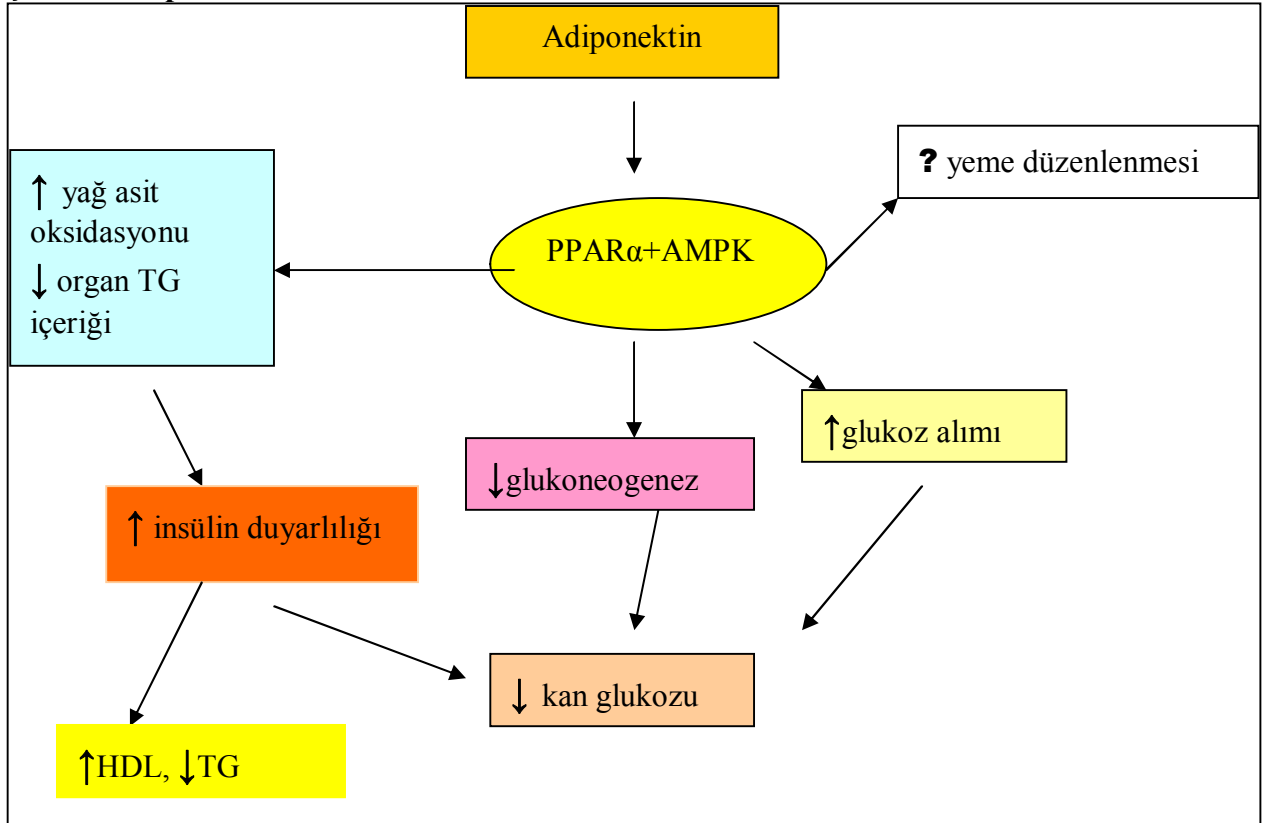 Adiponektin
? yeme düzenlenmesi
↑ yağ asit
oksidasyonu
↓ organ TG
içeriği
PPARα+AMPK
↑glukoz alımı
↓glukoneogenez
↑ insülin duyarlılığı
↓ kan glukozu
↑HDL, ↓TG